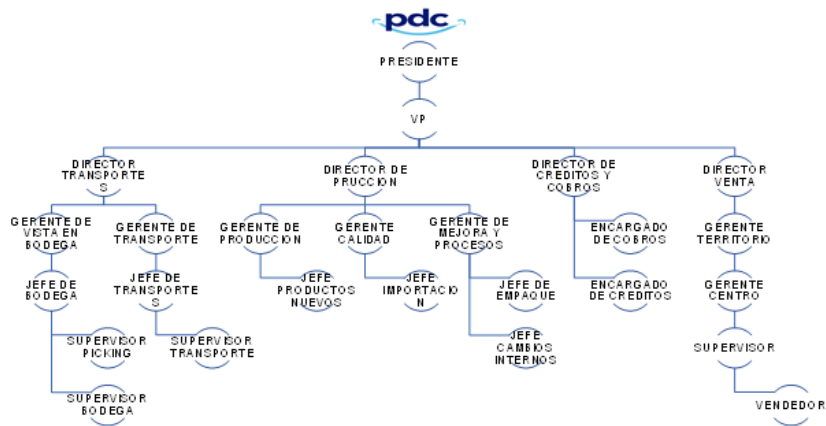 pdc
PRESIDENTE
VP
DIRECTOR
TRANSPORTE
S
DIRECTOR DE
PRUCCION
DIRECTOR DE
CREDITOS Y
COBROS
DIRECTOR
VENTA
GERENTE DE
VISTA EN
BODEGA
GERENTE DE
TRANSPORTE
GERENTE DE
PRODUCCION
GERENTE
CALIDAD
GERENTE DE
MEJORA Y
PROCESOS
ENCARGADO
DE COBROS
GERENTE
TERRITORIO
JEFE DE
BODEGA
JEFE DE
TRANSPORTE
S
JEFE
PRODUCTOS
NUEVOS
JEFE
IMPORTACIO
N
JEFE DE
EMPAQUE
ENCARGADO
DE CREDITOS
GERENTE
CENTRO
SUPERVISOR
PICKING
SUPERVISOR
TRANSPORTE
JEFE
CAMBIOS
INTERNOS
SUPERVISOR
SUPERVISOR
BODEGA
VENDEDOR